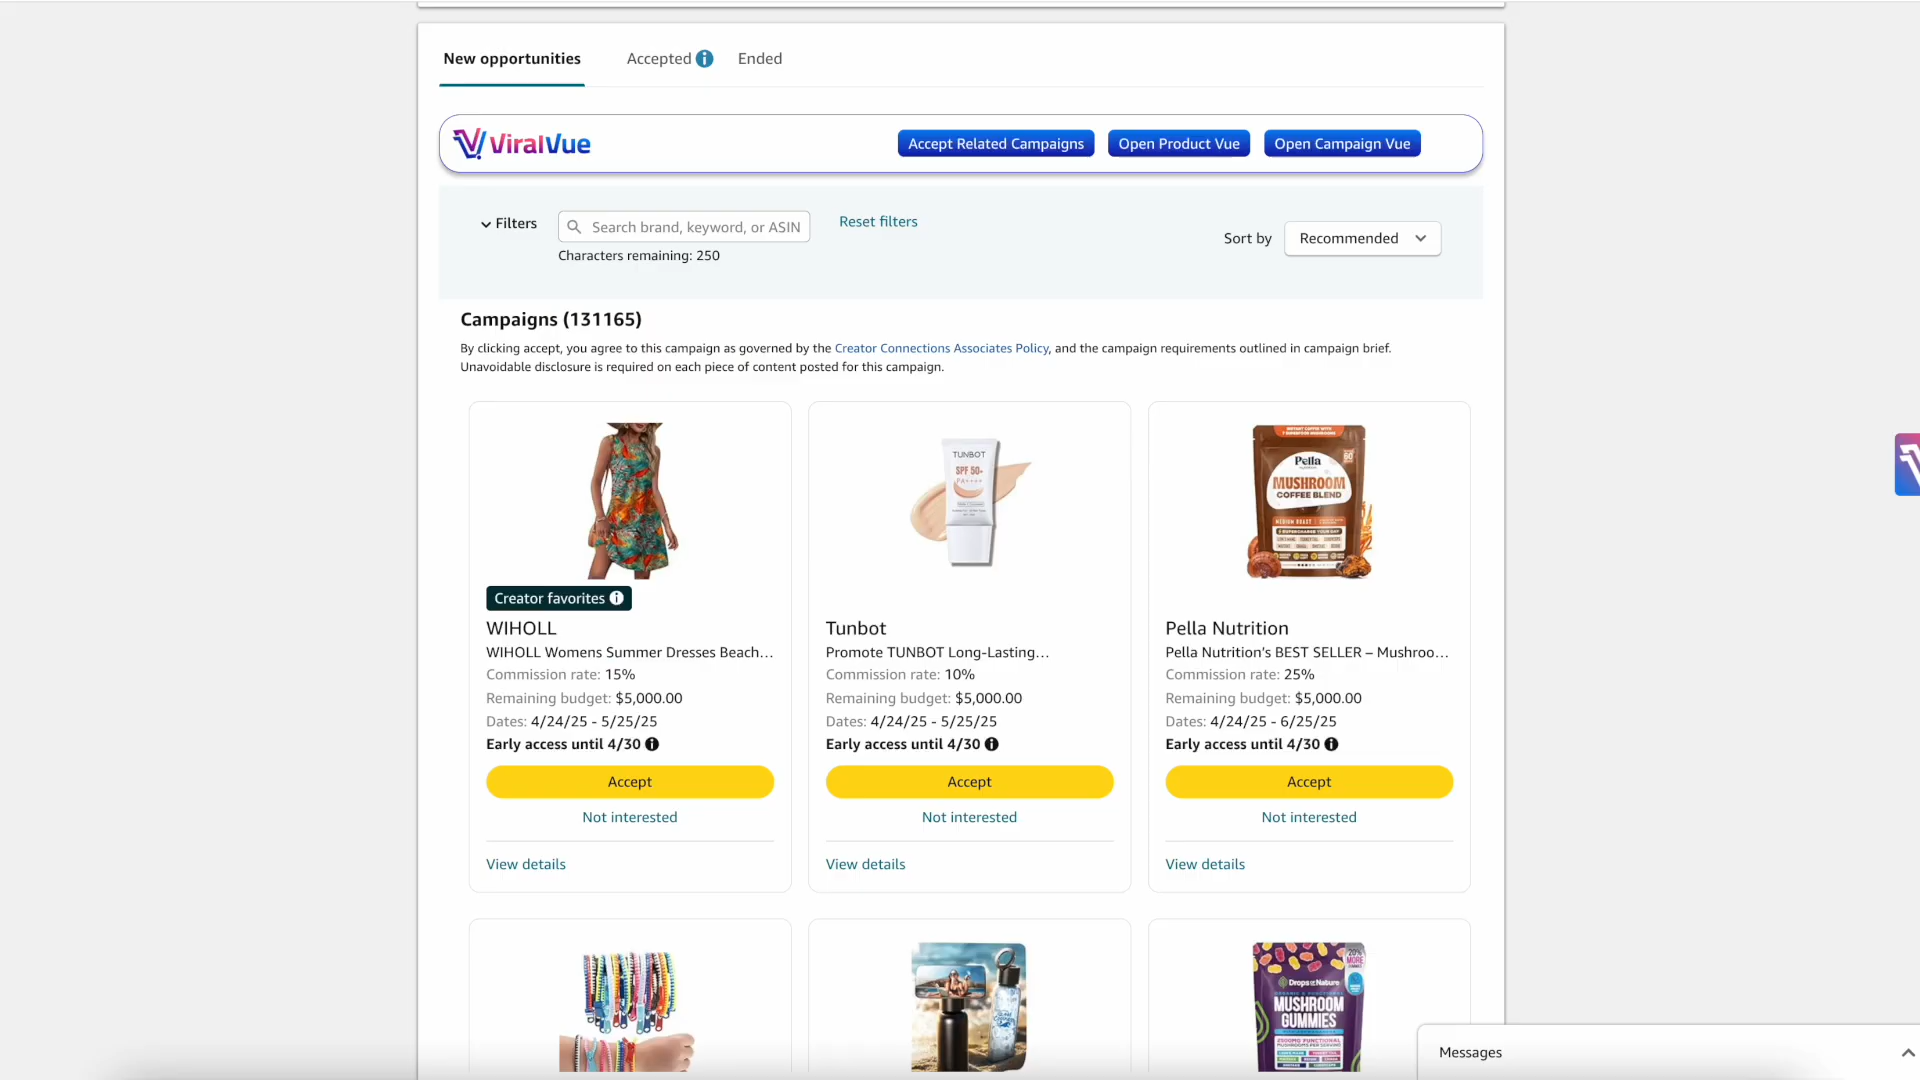 New opportunities
Accepted
Ended
ViralVue
Accept Related Campaigns
Open Product Vue
Open Campaign Vue
Filters
Search brand, keyword, or ASIN
Reset filters
Characters remaining: 250
Sort by
Recommended
Campaigns (131165)
By clicking accept, you agree to this campaign as governed by the Creator Connections Associates Policy, and the campaign requirements outlined in campaign brief.
Unavoidable disclosure is required on each piece of content posted for this campaign.
Creator favorites
WIHOLL
WIHOLL Womens Summer Dresses Beach...
Commission rate: 15%
Remaining budget: $5,000.00
Dates: 4/24/25 - 5/25/25
Early access until 4/30
Accept
Not interested
View details
TUNBOT
SPF 50+
PA++++
Tunbot
Promote TUNBOT Long-Lasting...
Commission rate: 10%
Remaining budget: $5,000.00
Dates: 4/24/25 - 5/25/25
Early access until 4/30
Accept
Not interested
View details
Pella
MUSHROOM
COFFEE BLEND
MEDIUM ROAST
Pella Nutrition
Pella Nutrition's BEST SELLER – Mushroo...
Commission rate: 25%
Remaining budget: $5,000.00
Dates: 4/24/25 - 6/25/25
Early access until 4/30
Accept
Not interested
View details
20%
MORE
Drops of Nature
MUSHROOM
GUMMIES
Messages